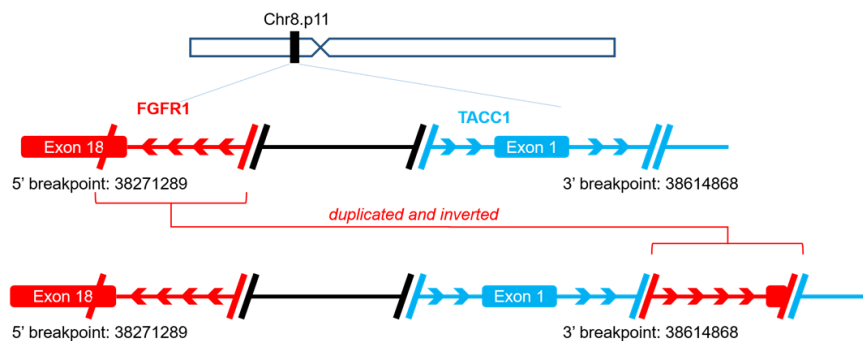 Chr8.p11
FGFR1
TACC1
Exon 18
Exon 1
5’ breakpoint: 38271289
3’ breakpoint: 38614868
duplicated and inverted
Exon 18
Exon 1
5’ breakpoint: 38271289
3’ breakpoint: 38614868